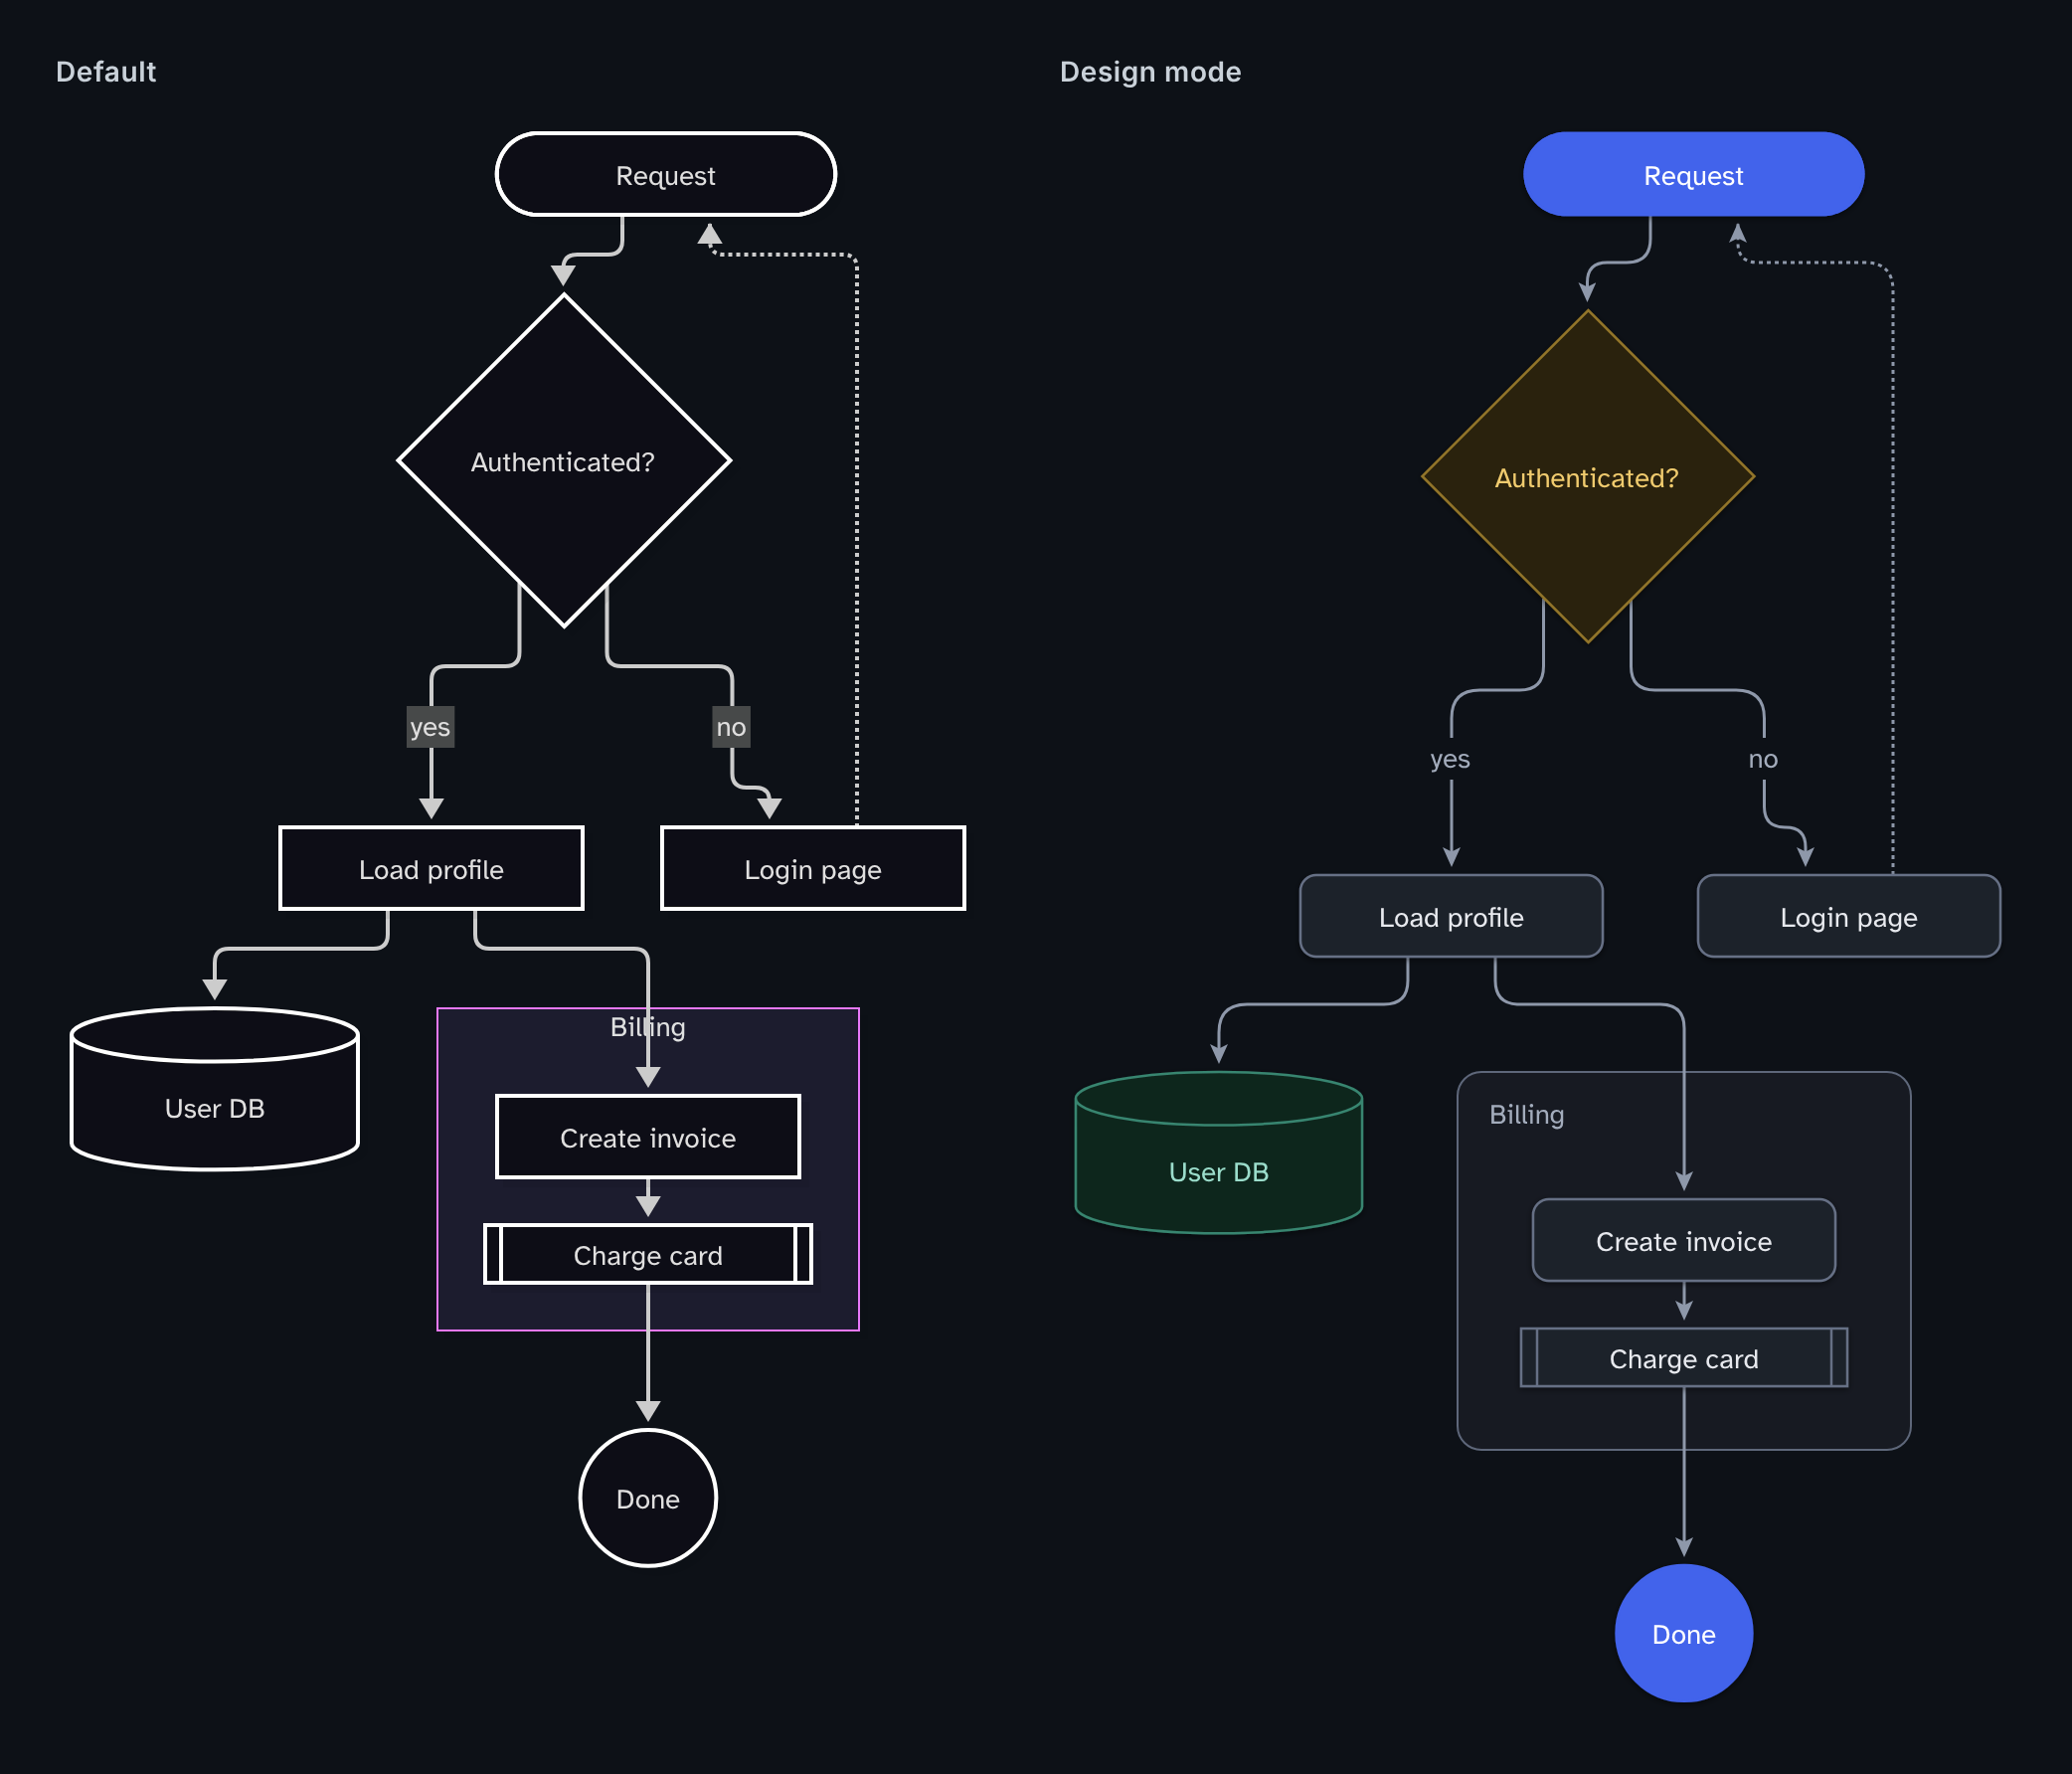 Default
Request
Authenticated?
yes
no
Load profile
Login page
User DB
Billing
Create invoice
Charge card
Done
Design mode
Request
Authenticated?
yes
no
Load profile
Login page
User DB
Billing
Create invoice
Charge card
Done